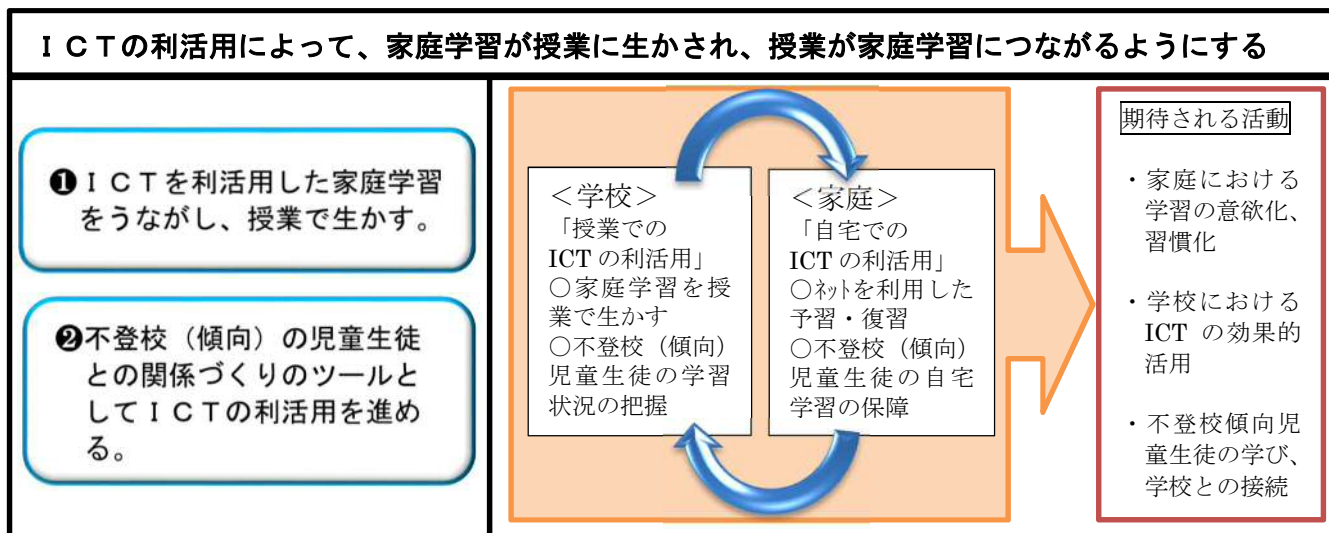 ＩＣＴの利活用によって、家庭学習が授業に生かされ、授業が家庭学習につながるようにする
❶ＩＣＴを利活用した家庭学習
をうながし、授業で生かす。
❷不登校（傾向）の児童生徒
との関係づくりのツールと
してＩＣＴの利活用を進め
る。
＜学校＞
「授業での
ICTの利活用」
○家庭学習を授
業で生かす
○不登校（傾向）
児童生徒の学習
状況の把握
＜家庭＞
「自宅での
ICTの利活用」
○ﾈｯﾄを利用した
予習・復習
○不登校（傾向）
児童生徒の自宅
学習の保障
期待される活動
・家庭における
学習の意欲化、
習慣化
・学校における
ICT の効果的
活用
・不登校傾向児
童生徒の学び、
学校との接続